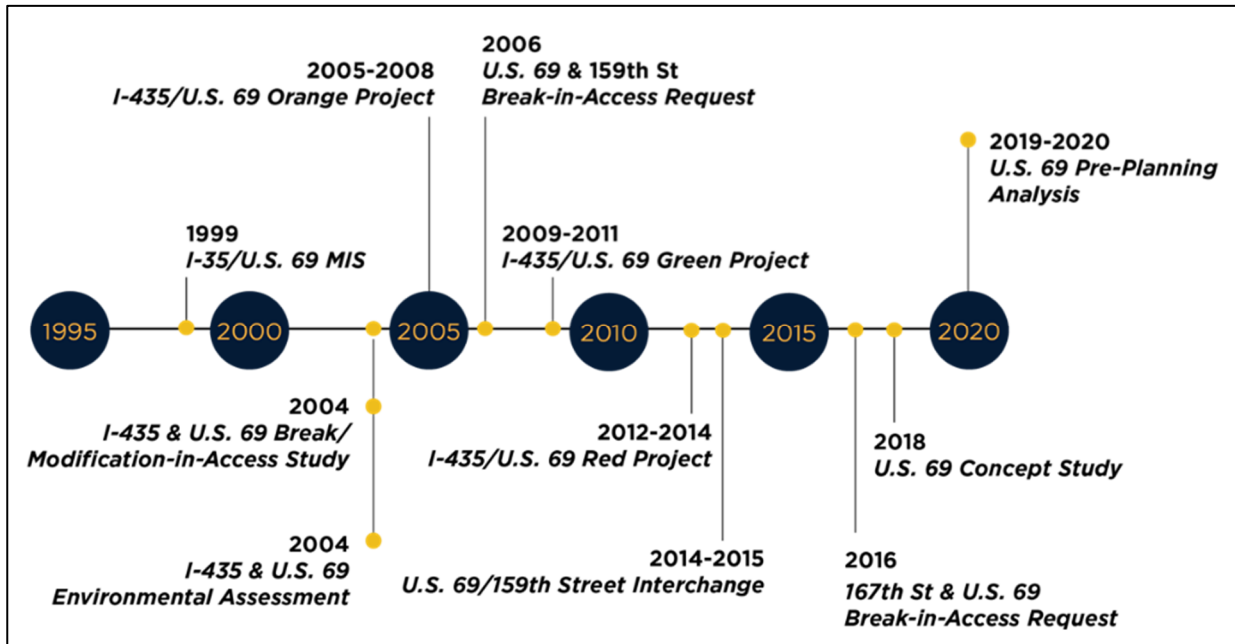 2005-2008
I-435/U.S. 69 Orange Project
2006
U.S. 69 & 159th St
Break-in-Access Request
2019-2020
U.S. 69 Pre-Planning
Analysis
1999
I-35/U.S. 69 MIS
2009-2011
I-435/U.S. 69 Green Project
1995
2000
2005
2010
2015
2020
2004
I-435 & U.S. 69 Break/
Modification-in-Access Study
2012-2014
I-435/U.S. 69 Red Project
2018
U.S. 69 Concept Study
2004
I-435 & U.S. 69
Environmental Assessment
2014-2015
U.S. 69/159th Street Interchange
2016
167th St & U.S. 69
Break-in-Access Request